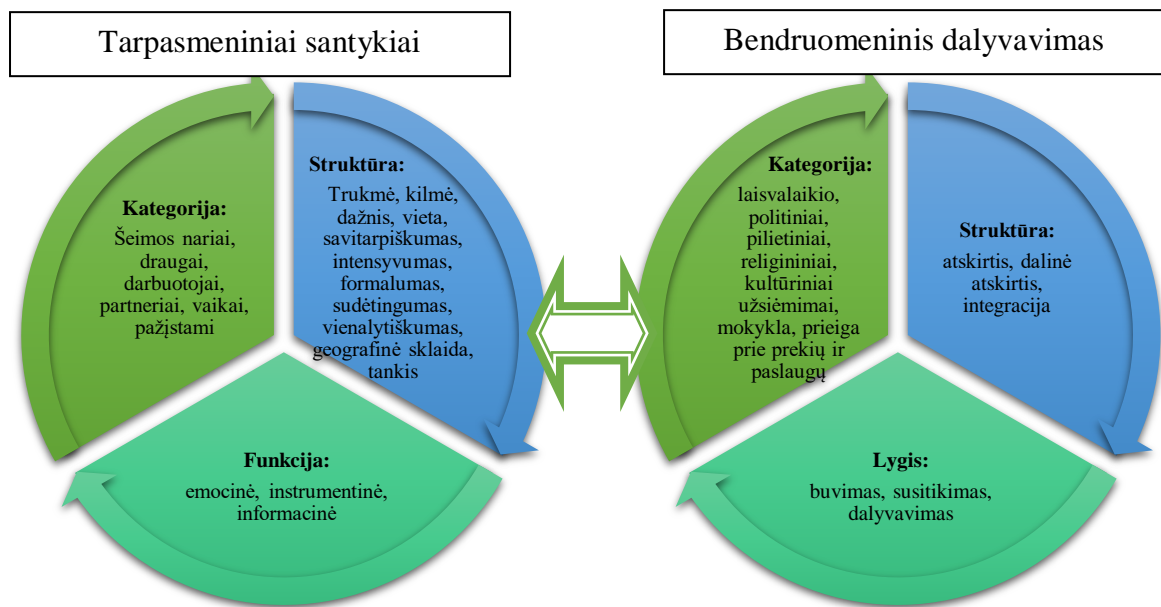 Tarpasmeniniai santykiai
Kategorija:
Šeimos nariai,
draugai,
darbuotojai,
partneriai, vaikai,
pažįstami
Struktūra:
Trukmė, kilmė,
dažnis, vieta,
savitarpiškumas,
intensyvumas,
formalumas,
sudėtingumas,
vienalytiškumas,
geografinė sklaida,
tankis
Funkcija:
emocinė, instrumentinė,
informacinė
Bendruomeninis dalyvavimas
Kategorija:
laisvalaikio,
politiniai,
pilietiniai,
religininiai,
kultūriniai
užsiėmimai,
mokykla, prieiga
prie prekių ir
paslaugų
Struktūra:
atskirtis, dalinė
atskirtis,
integracija
Lygis:
buvimas, susitikimas,
dalyvavimas